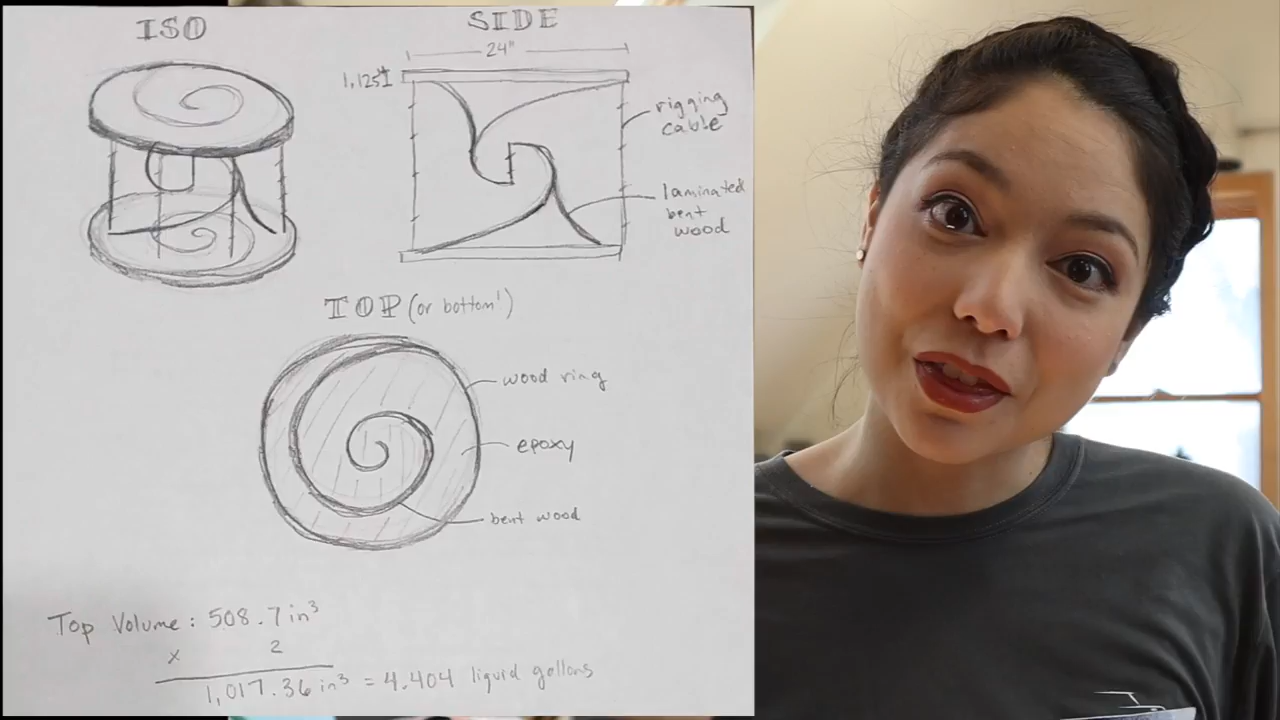 ISO
SIDE
24"
1,125"
rigging
cable
laminated
bent
wood
TOP (or bottom!)
wood ring
epoxy
bent wood
Top Volume: 508.7 in³
x 2
1,017.36 in³ = 4.404 liquid gallons